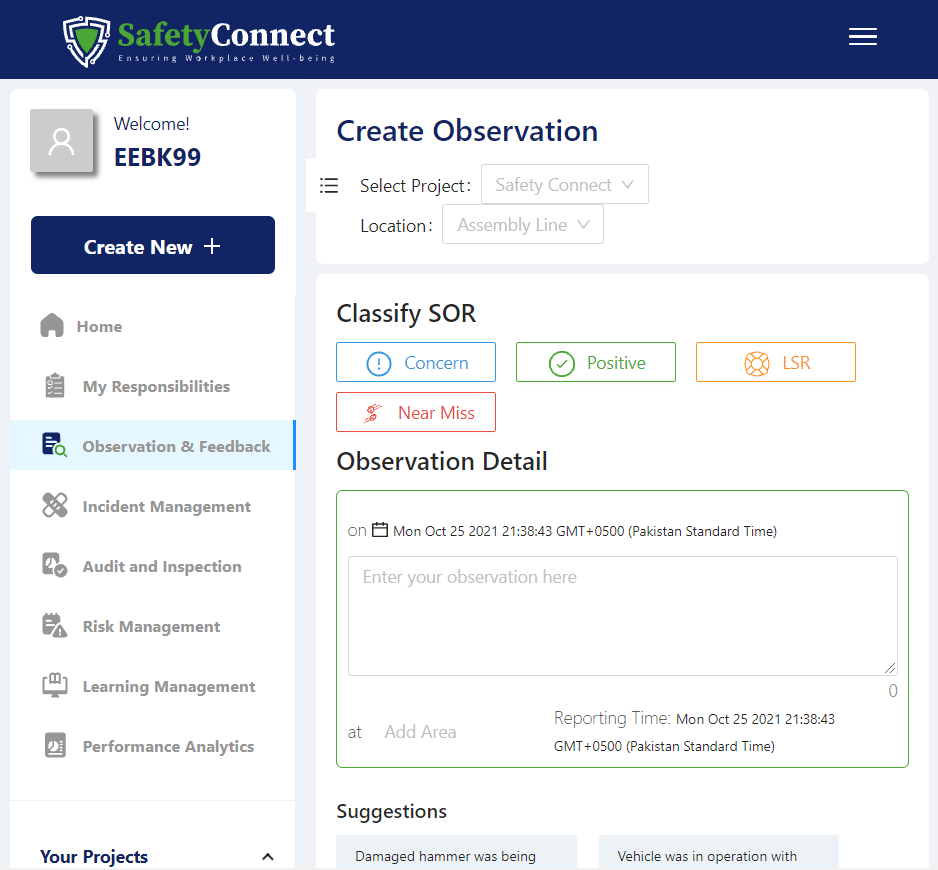 SafetyConnect
Ensuring Workplace Well-being
Welcome!
EEBK99
Create New
Home
My Responsibilities
Observation & Feedback
Incident Management
Audit and Inspection
Risk Management
Learning Management
Performance Analytics
Your Projects
Create Observation
Select Project: Safety Connect
Location: Assembly Line
Classify SOR
Concern Positive LSR
Near Miss
Observation Detail
on Mon Oct 25 2021 21:38:43 GMT+0500 (Pakistan Standard Time)
Enter your observation here
0
at Add Area
Reporting Time: Mon Oct 25 2021 21:38:43
GMT+0500 (Pakistan Standard Time)
Suggestions
Damaged hammer was being
Vehicle was in operation with